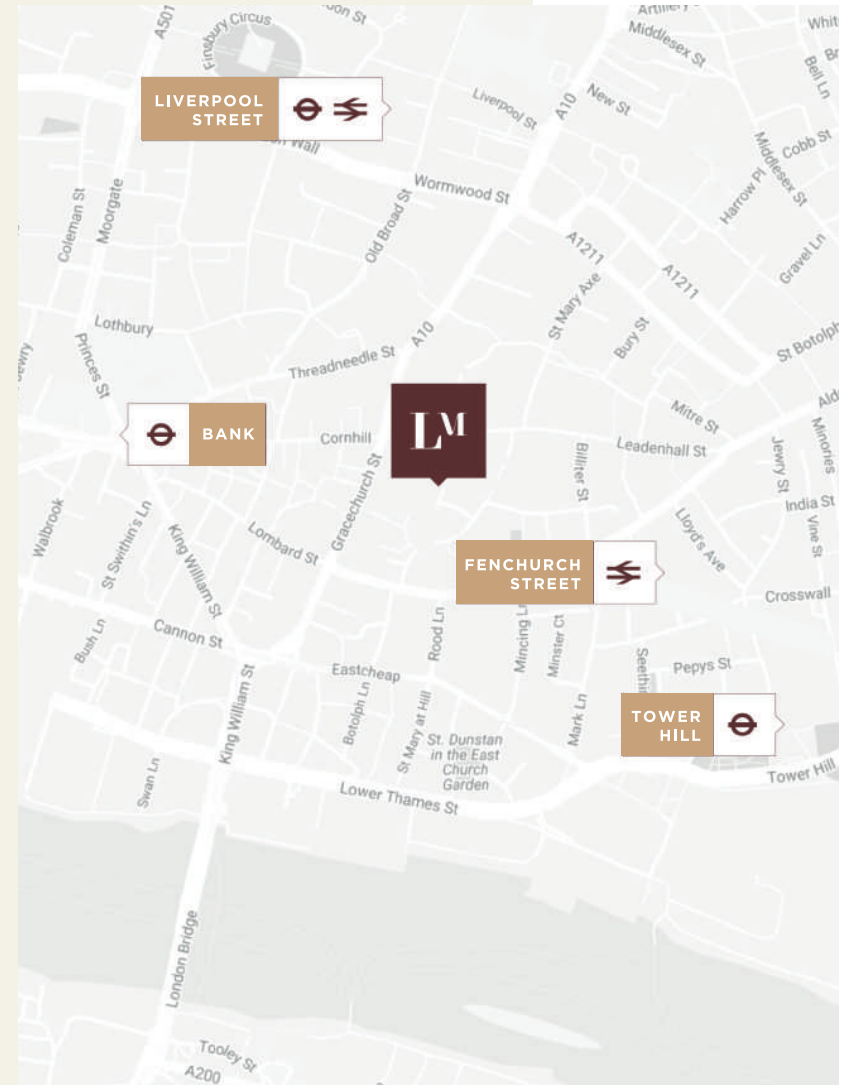 A501
Finsbury Circus
Artillery
Middlesex St
Bell Ln
LIVERPOOL
STREET
Wall
Liverpool St
A10
New St
Middlesex St
Cobb St
Harrow Pl
Wormwood St
Coleman St
Moorgate
Old Broad St
A1211
A1211
Gravel Ln
St Mary Axe
Bury St
St Botolph
Lothbury
Princes St
Threadneedle St
A10
Mitre St
Minories
BANK
Cornhill
LM
Leadenhall St
Billiter St
Jewry St
India St
Vine St
Walbrook
St Swithin's Ln
King William St
Lombard St
Gracechurch St
Lloyd's Ave
FENCHURCH
STREET
Crosswall
Bush Ln
Cannon St
Rood Ln
Mincing Ln
Minster Ct
Pepys St
Eastcheap
King William St
Botolph Ln
St Mary at Hill
Mark Ln
TOWER
HILL
St. Dunstan
in the East
Church
Garden
Swan Ln
Lower Thames St
Tower Hill
London Bridge
Tooley St
A200